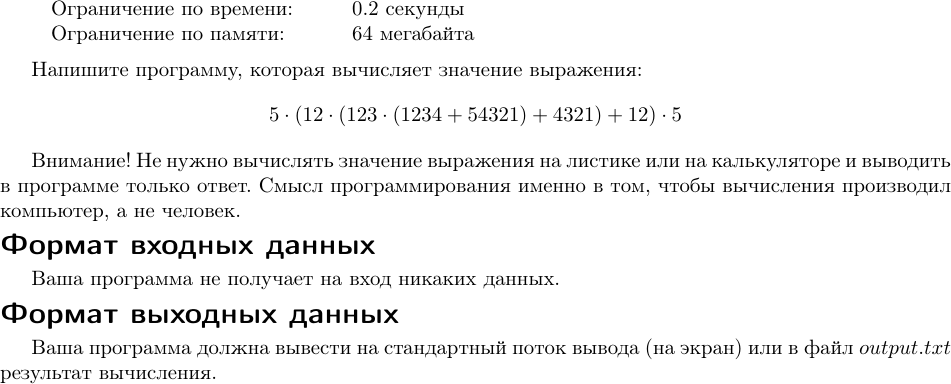 Ограничение по времени: 0.2 секунды
Ограничение по памяти: 64 мегабайта
Напишите программу, которая вычисляет значение выражения:
5 · (12 · (123 · (1234 + 54321) + 4321) + 12) · 5
Внимание! Не нужно вычислять значение выражения на листике или на калькуляторе и выводить
в программе только ответ. Смысл программирования именно в том, чтобы вычисления производил
компьютер, а не человек.
Формат входных данных
Ваша программа не получает на вход никаких данных.
Формат выходных данных
Ваша программа должна вывести на стандартный поток вывода (на экран) или в файл output.txt
результат вычисления.